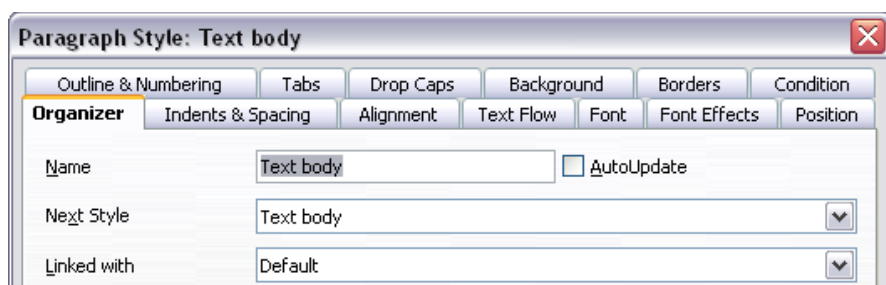 Paragraph Style: Text body
Outline & Numbering Tabs Drop Caps Background Borders Condition
Organizer Indents & Spacing Alignment Text Flow Font Font Effects Position
Name Text body AutoUpdate
Next Style Text body
Linked with Default